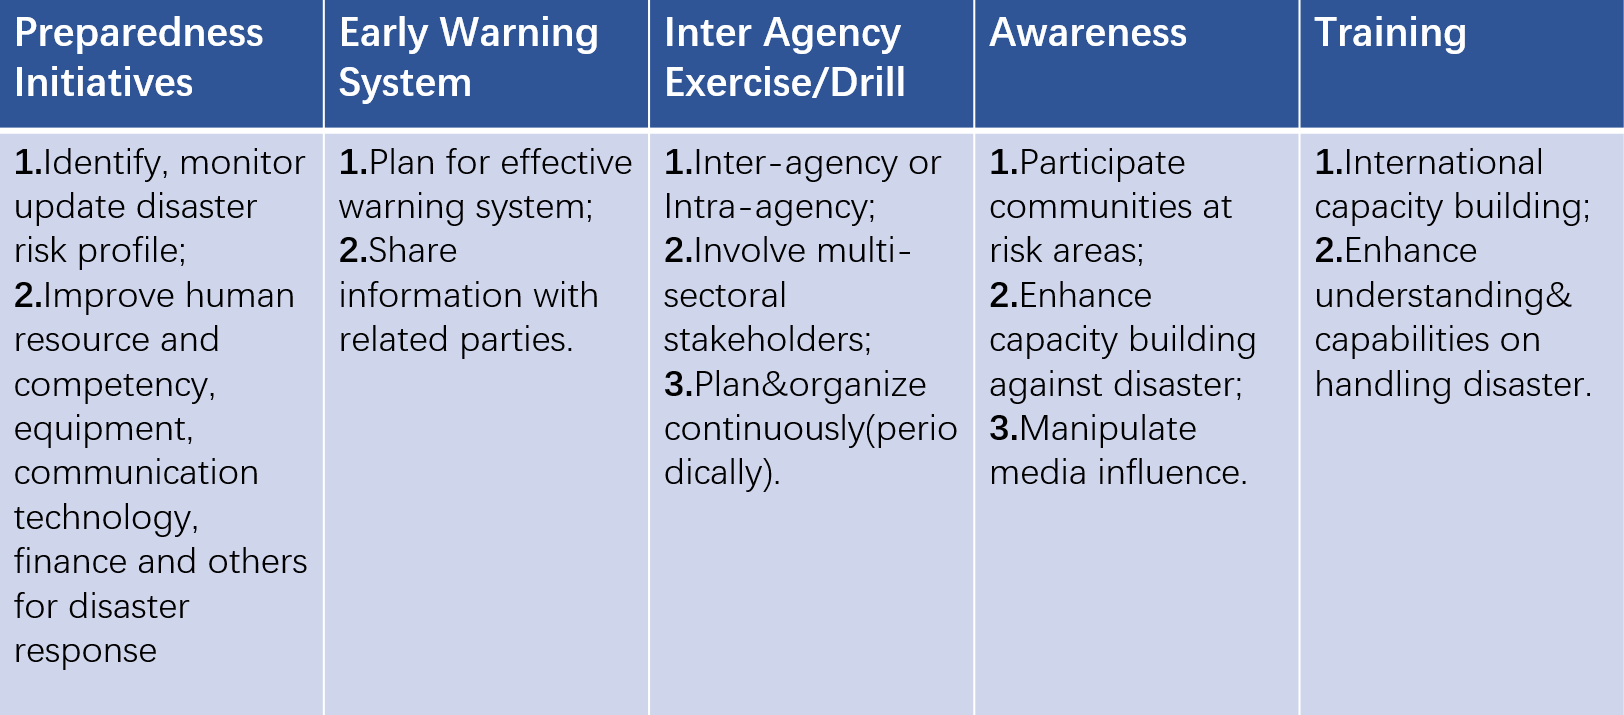 Preparedness
Initiatives
Early Warning
System
Inter Agency
Exercise/Drill
Awareness
Training
1.Identify, monitor
update disaster
risk profile;
2.Improve human
resource and
competency,
equipment,
communication
technology,
finance and others
for disaster
response
1.Plan for effective
warning system;
2.Share
information with
related parties.
1.Inter-agency or
Intra-agency;
2.Involve multi-
sectoral
stakeholders;
3.Plan&organize
continuously(perio
dically).
1.Participate
communities at
risk areas;
2.Enhance
capacity building
against disaster;
3.Manipulate
media influence.
1.International
capacity building;
2.Enhance
understanding&
capabilities on
handling disaster.